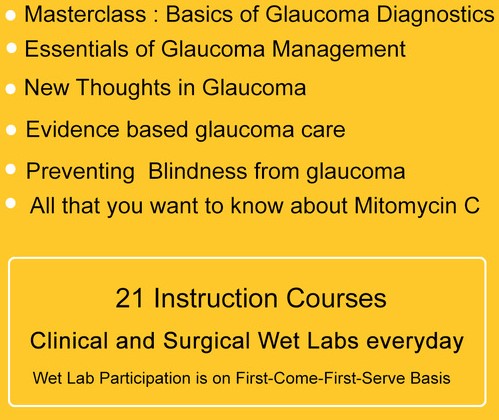 Masterclass : Basics of Glaucoma Diagnostics
Essentials of Glaucoma Management
New Thoughts in Glaucoma
Evidence based glaucoma care
Preventing Blindness from glaucoma
All that you want to know about Mitomycin C
21 Instruction Courses
Clinical and Surgical Wet Labs everyday
Wet Lab Participation is on First-Come-First-Serve Basis